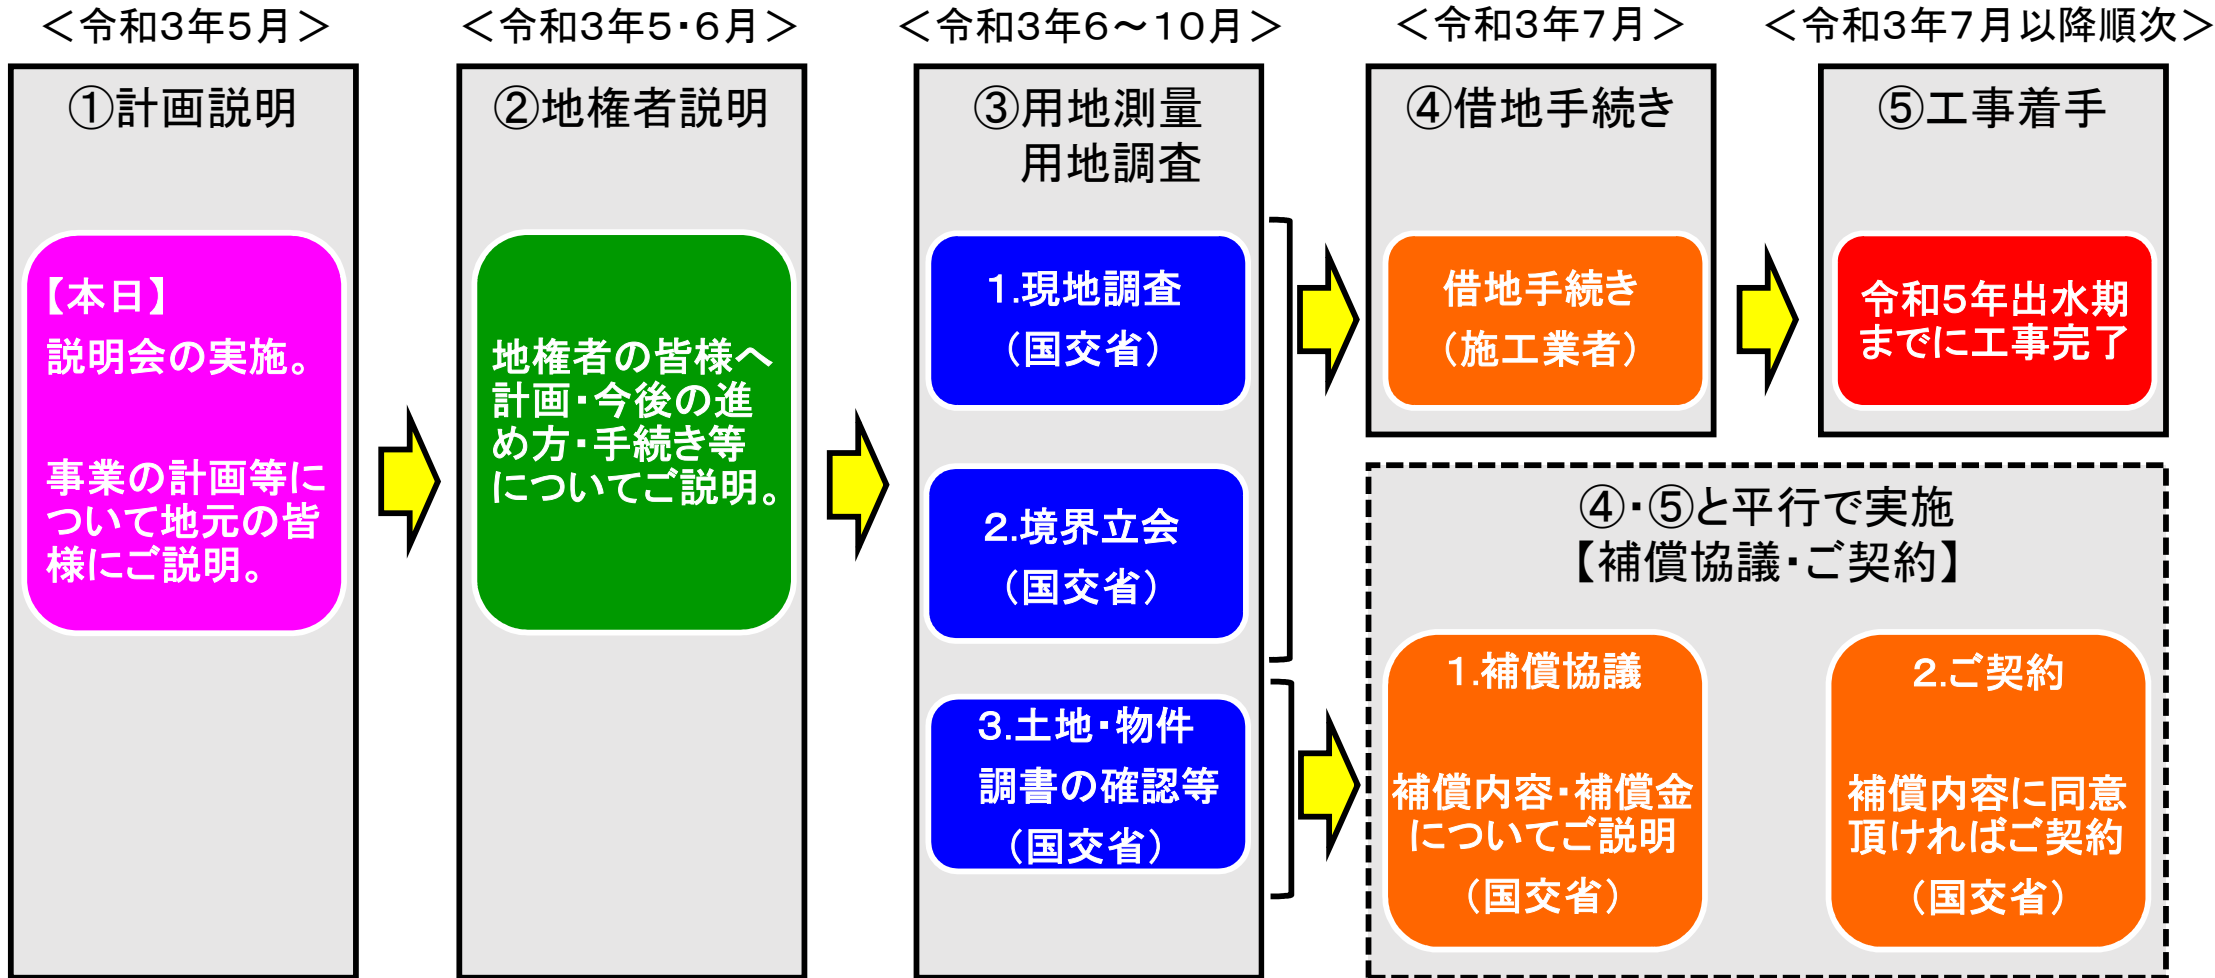 ＜令和３年５月＞
①計画説明
【本日】
説明会の実施。
事業の計画等に
ついて地元の皆
様にご説明。
＜令和３年５・６月＞
②地権者説明
地権者の皆様へ
計画・今後の進
め方・手続き等
についてご説明。
＜令和３年６～１０月＞
③用地測量
用地調査
１．現地調査
（国交省）
２．境界立会
（国交省）
３．土地・物件
調書の確認等
（国交省）
＜令和３年７月＞
④借地手続き
借地手続き
（施工業者）
＜令和３年７月以降順次＞
⑤工事着手
令和５年出水期
までに工事完了
④・⑤と平行で実施
【補償協議・ご契約】
１．補償協議
補償内容・補償金
についてご説明
（国交省）
２．ご契約
補償内容に同意
頂ければご契約
（国交省）